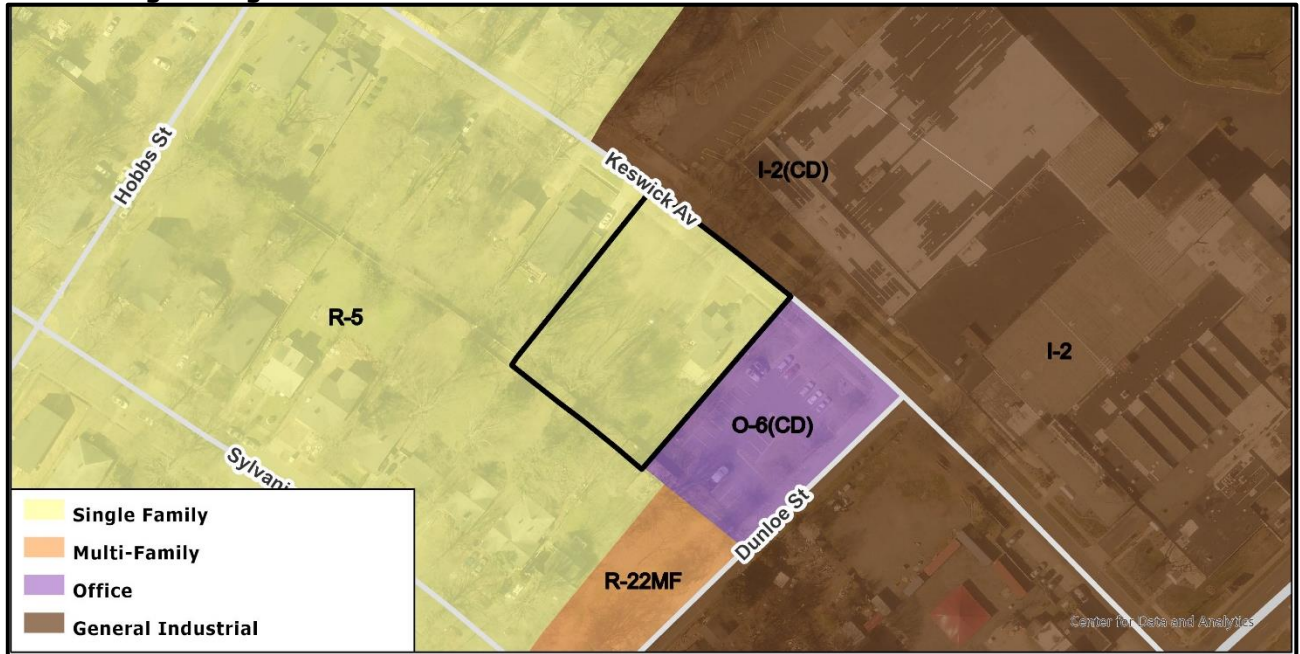 Hobbs St
Keswick Av
I-2(CD)
R-5
I-2
O-6(CD)
Sylvani
Dunloe St
R-22MF
Single Family
Multi-Family
Office
General Industrial
Center for Data and Analytics